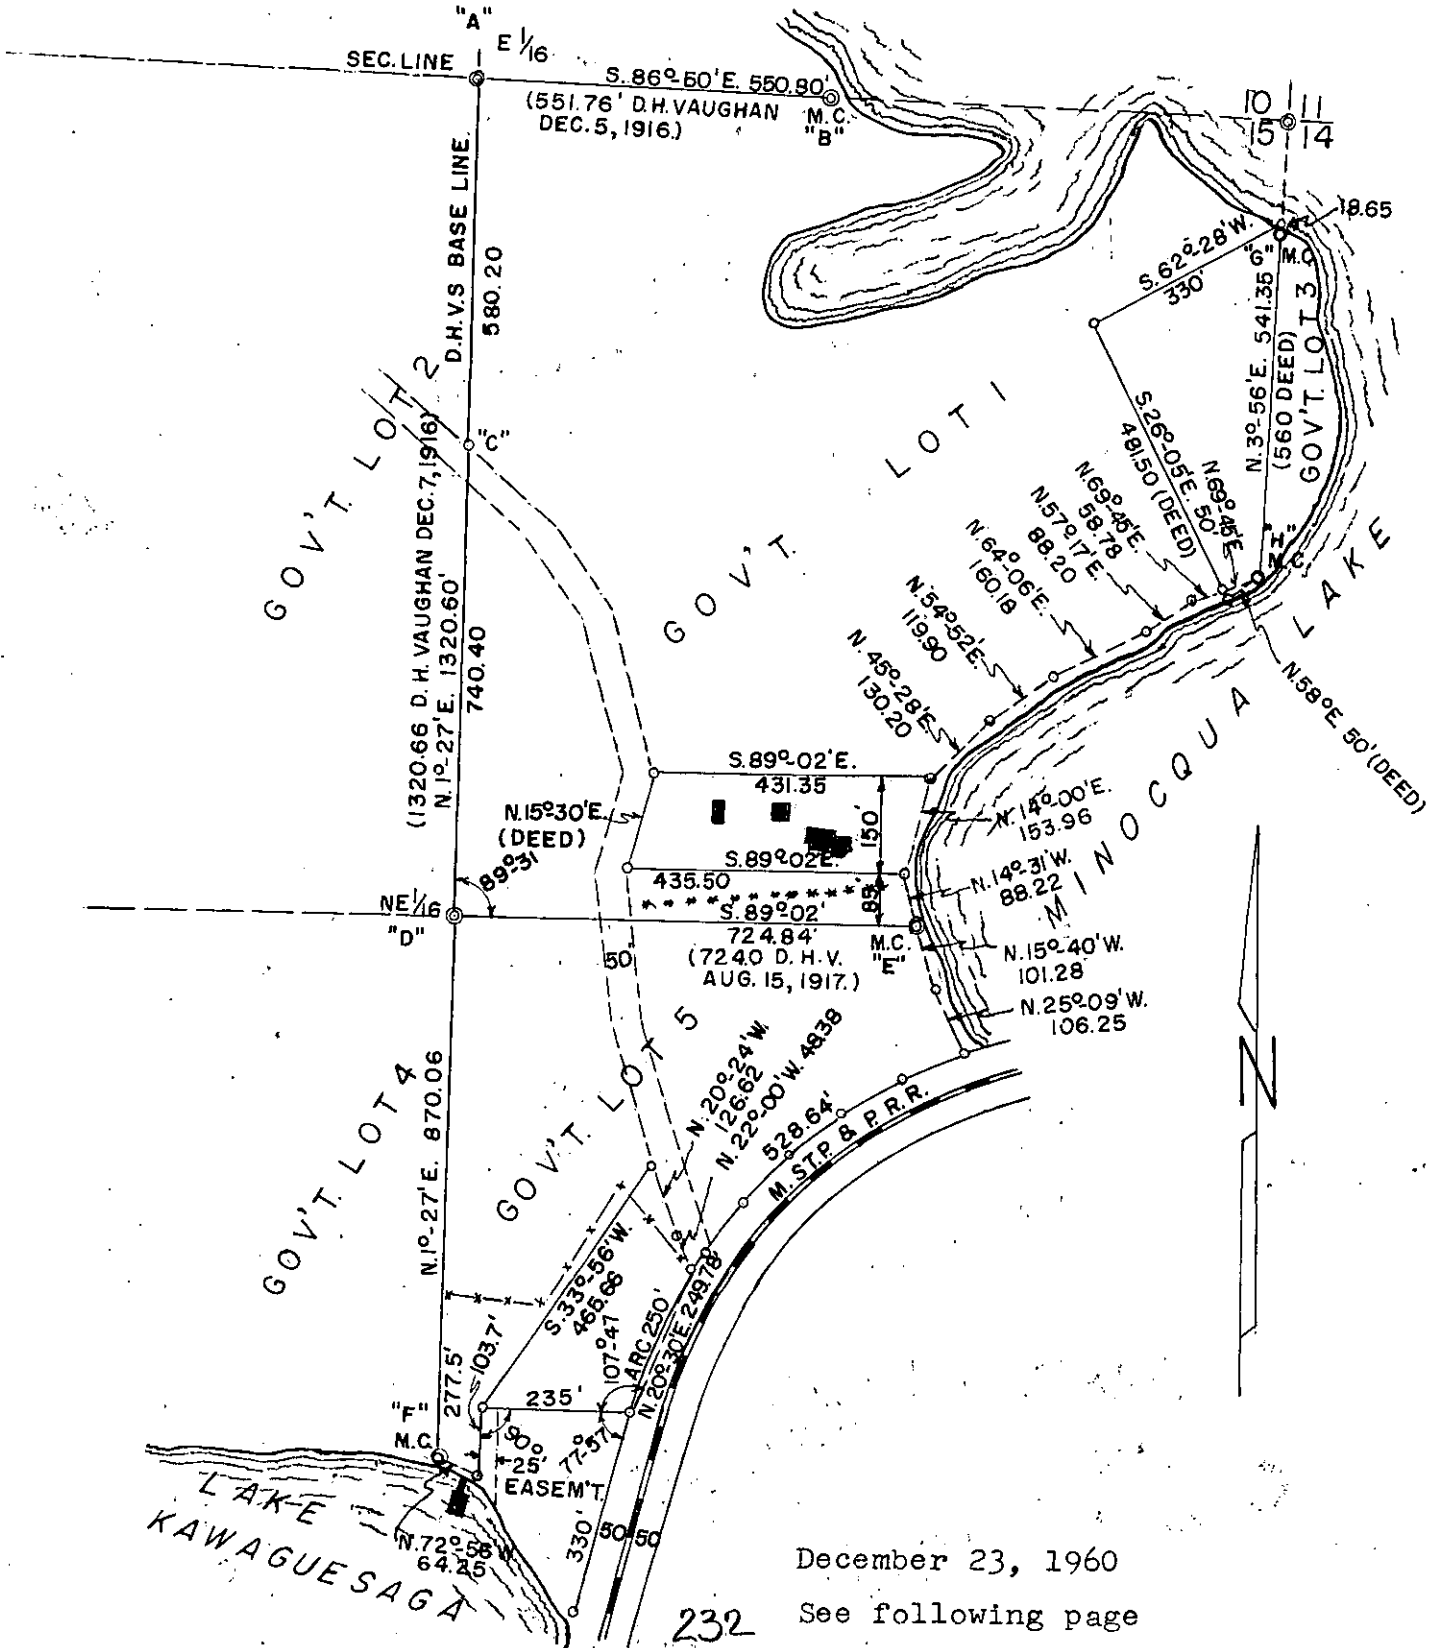 "A"
E 1/16
SEC. LINE
S. 86°-50'E. 550.80'
(551.76' D.H. VAUGHAN
DEC. 5, 1916.)
M.C.
"B"
10 11
15 14
D.H.V.S BASE LINE
580.20
18.65
S. 62°-28'W.
330'
"G" M.C.
N.3°-56'E. 541.35
(560 DEED)
GOV'T. LOT 3
GOV'T. LOT 2
"C"
GOV'T. LOT 1
S.26°-05'E.
481.50 (DEED)
N.69°-45'E. 50'
"H"
M.C.
N.69°-45'E.
58.78
N.57°-17'E.
88.20
N.64°-06'E.
160.18
N.54°-52'E.
119.90
N.45°-28'E.
130.20
N.58°E. 50'(DEED)
MINOCQUA LAKE
(1320.66 D.H. VAUGHAN DEC. 7, 1916)
N.1°-27'E. 1320.60'
740.40
S.89°-02'E.
431.35
N.15°30'E.
(DEED)
150'
N.14°-00'E.
153.96
89°-31
S.89°02'E.
435.50
85'
N.14°-31'W.
88.22
NE 1/16
"D"
S.89°-02'
724.84'
(724.0 D.H.V.
AUG. 15, 1917.)
M.C.
"E"
50'
N.15°-40'W.
101.28
N.25°-09'W.
106.25
GOV'T. LOT 4
GOV'T. LOT 5
N.1°-27'E. 870.06
N.20°-24'W.
126.62
N.22°-00'W. 48.38
528.64'
M. ST.P. & P. R.R.
N
S.33°-56'W.
465.66
ARC 250'
N.20°-30'E. 249.78'
107°-47
277.5'
103.7'
235'
"F"
M.C.
90°
77°-57'
25'
EASEM'T.
N.72°-56'W
64.25
330'
50 50
LAKE
KAWAGUESAGA
December 23, 1960
232 See following page